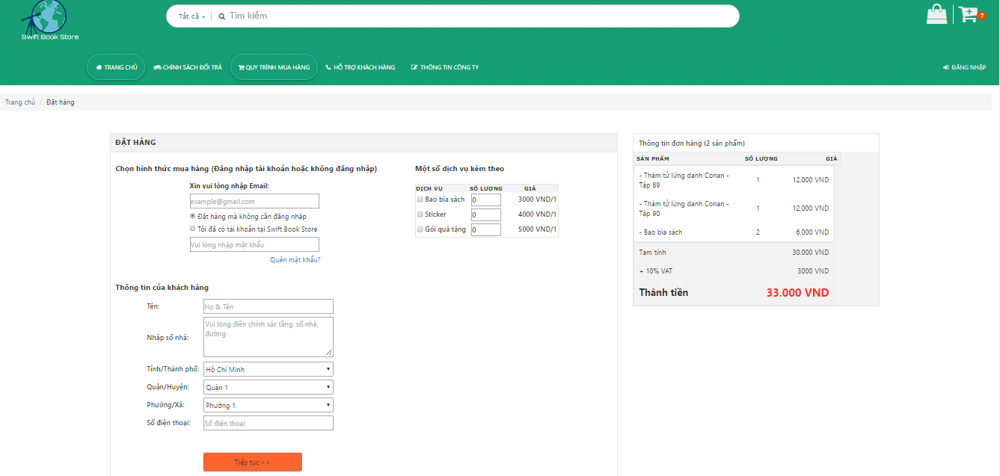 Swift Book Store
Tất cả
Tìm kiếm
7
TRANG CHỦ
CHÍNH SÁCH ĐỔI TRẢ
QUY TRÌNH MUA HÀNG
HỖ TRỢ KHÁCH HÀNG
THÔNG TIN CÔNG TY
ĐĂNG NHẬP
Trang chủ / Đặt hàng
ĐẶT HÀNG
Chọn hình thức mua hàng (Đăng nhập tài khoản hoặc không đăng nhập)
Xin vui lòng nhập Email:
example@gmail.com
Đặt hàng mà không cần đăng nhập
Tôi đã có tài khoản tại Swift Book Store
Vui lòng nhập mật khẩu
Quên mật khẩu?
Một số dịch vụ kèm theo
DỊCH VỤ SỐ LƯỢNG GIÁ
Bao bìa sách 0 3000 VND/1
Sticker 0 4000 VND/1
Gói quà tặng 0 5000 VND/1
Thông tin của khách hàng
Tên: Họ & Tên
Nhập số nhà: Vui lòng điền chính xác tầng, số nhà,
đường
Tỉnh/Thành phố: Hồ Chí Minh
Quận/Huyện: Quận 1
Phường/Xã: Phường 1
Số điện thoại: Số điện thoại
Tiếp tục >>
Thông tin đơn hàng (2 sản phẩm)
SẢN PHẨM SỐ LƯỢNG GIÁ
- Thám tử lừng danh Conan -
Tập 89 1 12.000 VND
- Thám tử lừng danh Conan -
Tập 90 1 12.000 VND
- Bao bìa sách 2 6.000 VND
Tạm tính 30.000 VND
+ 10% VAT 3000 VND
Thành tiền 33.000 VND